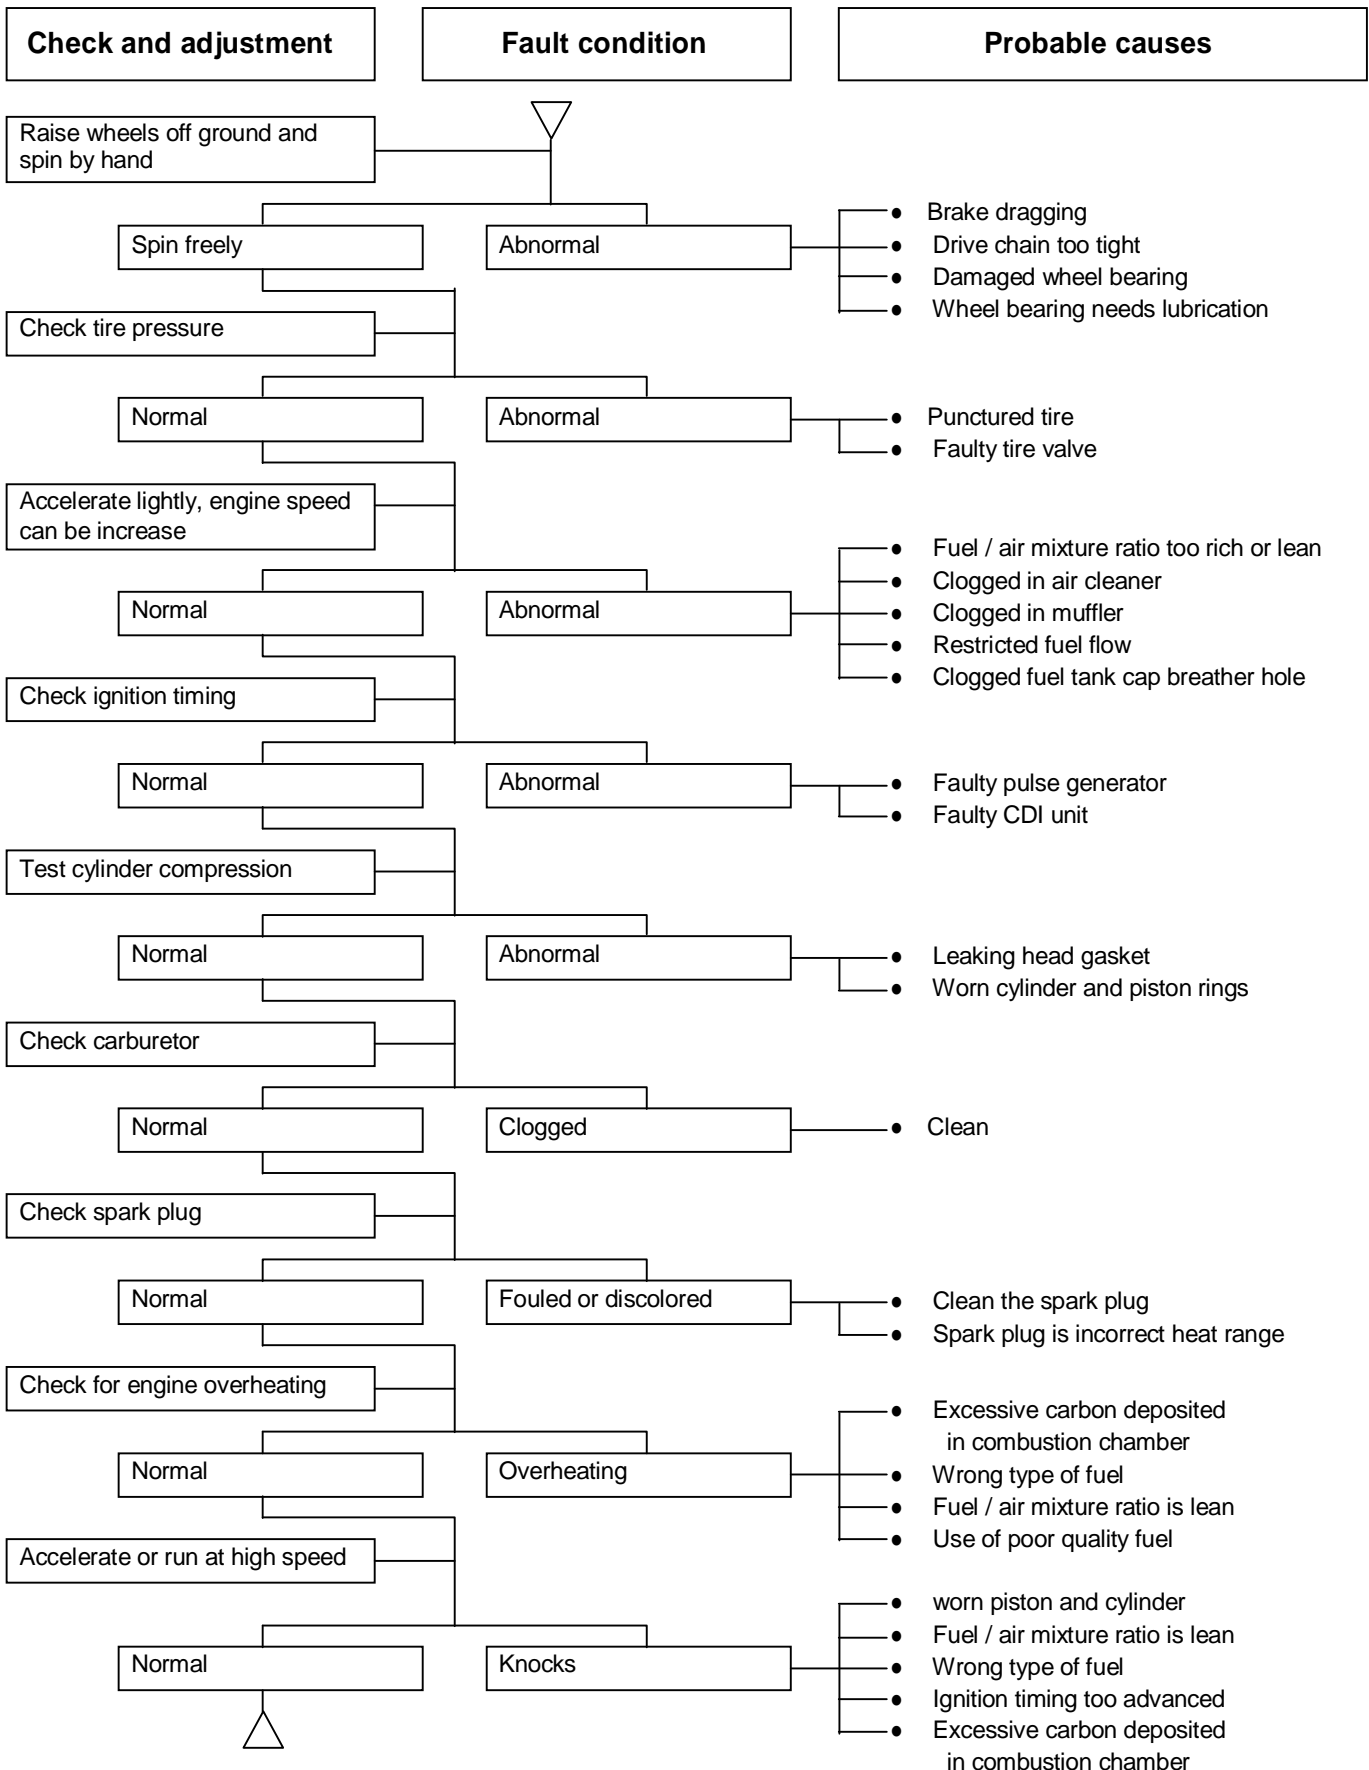 Check and adjustment
Fault condition
Probable causes
Raise wheels off ground and
spin by hand
Spin freely
Abnormal
Brake dragging
Drive chain too tight
Damaged wheel bearing
Wheel bearing needs lubrication
Check tire pressure
Normal
Abnormal
Punctured tire
Faulty tire valve
Accelerate lightly, engine speed
can be increase
Normal
Abnormal
Fuel / air mixture ratio too rich or lean
Clogged in air cleaner
Clogged in muffler
Restricted fuel flow
Clogged fuel tank cap breather hole
Check ignition timing
Normal
Abnormal
Faulty pulse generator
Faulty CDI unit
Test cylinder compression
Normal
Abnormal
Leaking head gasket
Worn cylinder and piston rings
Check carburetor
Normal
Clogged
Clean
Check spark plug
Normal
Fouled or discolored
Clean the spark plug
Spark plug is incorrect heat range
Check for engine overheating
Normal
Overheating
Excessive carbon deposited
in combustion chamber
Wrong type of fuel
Fuel / air mixture ratio is lean
Use of poor quality fuel
Accelerate or run at high speed
Normal
Knocks
worn piston and cylinder
Fuel / air mixture ratio is lean
Wrong type of fuel
Ignition timing too advanced
Excessive carbon deposited
in combustion chamber